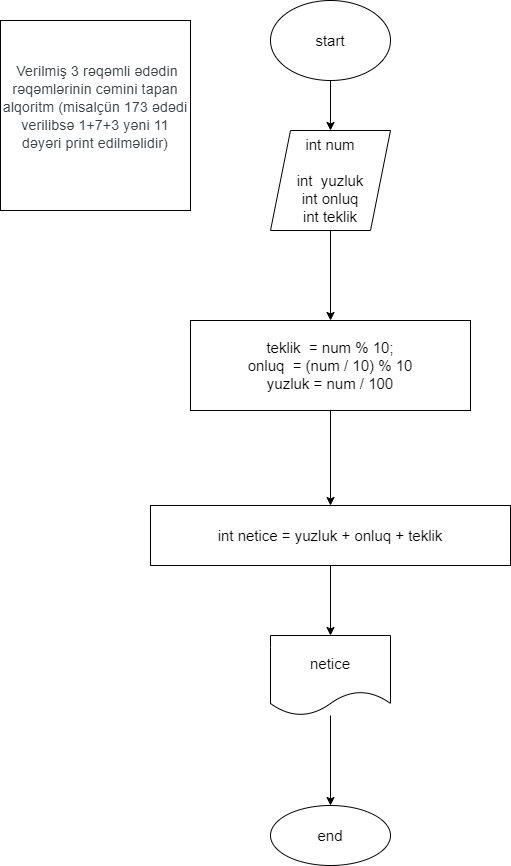 Verilmiş 3 rəqəmli ədədin
rəqəmlərinin cəmini tapan
alqoritm (misalçün 173 ədədi
verilibsə 1+7+3 yəni 11
dəyəri print edilməlidir)
start
int num
int yuzluk
int onluq
int teklik
teklik = num % 10;
onluq = (num / 10) % 10
yuzluk = num / 100
int netice = yuzluk + onluq + teklik
netice
end